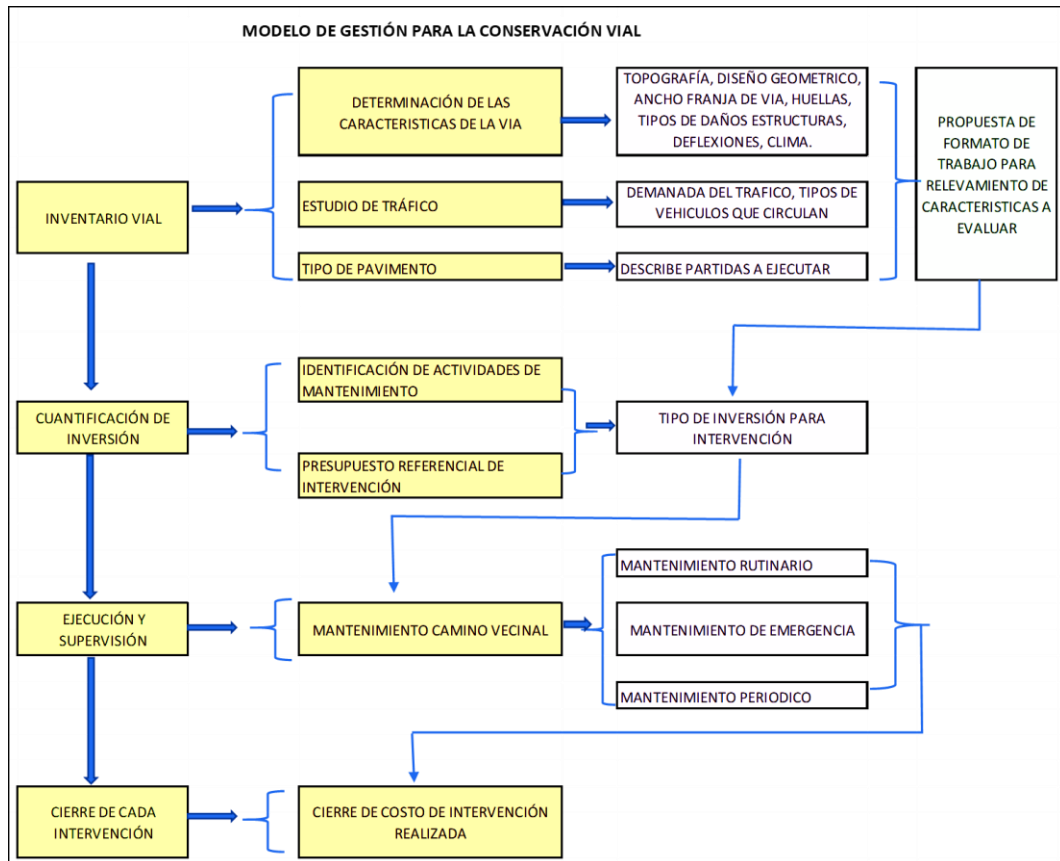 MODELO DE GESTIÓN PARA LA CONSERVACIÓN VIAL
INVENTARIO VIAL
DETERMINACIÓN DE LAS
CARACTERISTICAS DE LA VIA
TOPOGRAFÍA, DISEÑO GEOMETRICO,
ANCHO FRANJA DE VIA, HUELLAS,
TIPOS DE DAÑOS ESTRUCTURAS,
DEFLEXIONES, CLIMA.
ESTUDIO DE TRÁFICO
DEMANADA DEL TRAFICO, TIPOS DE
VEHICULOS QUE CIRCULAN
TIPO DE PAVIMENTO
DESCRIBE PARTIDAS A EJECUTAR
PROPUESTA DE
FORMATO DE
TRABAJO PARA
RELEVAMIENTO DE
CARACTERISTICAS A
EVALUAR
CUANTIFICACIÓN DE
INVERSIÓN
IDENTIFICACIÓN DE ACTIVIDADES DE
MANTENIMIENTO
PRESUPUESTO REFERENCIAL DE
INTERVENCIÓN
TIPO DE INVERSIÓN PARA
INTERVENCIÓN
EJECUCIÓN Y
SUPERVISIÓN
MANTENIMIENTO CAMINO VECINAL
MANTENIMIENTO RUTINARIO
MANTENIMIENTO DE EMERGENCIA
MANTENIMIENTO PERIODICO
CIERRE DE CADA
INTERVENCIÓN
CIERRE DE COSTO DE INTERVENCIÓN
REALIZADA